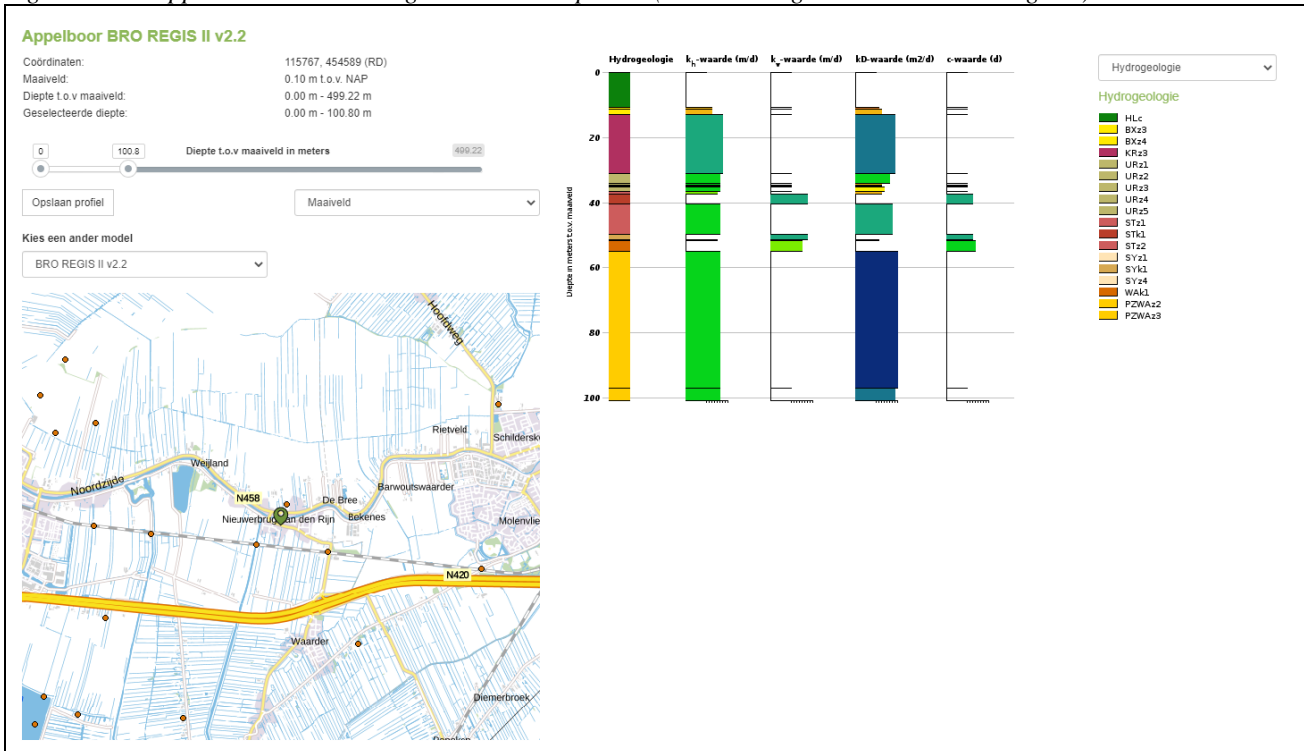 Appelboor BRO REGIS II v2.2
Coördinaten: 115767, 454589 (RD)
Maaiveld: 0.10 m t.o.v. NAP
Diepte t.o.v maaiveld: 0.00 m - 499.22 m
Geselecteerde diepte: 0.00 m - 100.80 m
0 100.8 Diepte t.o.v maaiveld in meters 499.22
Opslaan profiel Maaiveld
Kies een ander model
BRO REGIS II v2.2
Hoofdweg
Rietveld
Schildersk
Weijland
Noordzijde
Barwoutswaarder
N458
De Bree
Nieuwerbrug aan den Rijn Bekenes
Molenvlie
N420
Waarder
Diemerbroek
Hydrogeologie kh-waarde (m/d) kv-waarde (m/d) kD-waarde (m2/d) c-waarde (d)
Diepte in meters t.o.v. maaiveld
0
20
40
60
80
100
Hydrogeologie
Hydrogeologie
HLc
BXz3
BXz4
KRz3
URz1
URz2
URz3
URz4
URz5
STz1
STk1
STz2
SYz1
SYk1
SYz4
WAk1
PZWAz2
PZWAz3